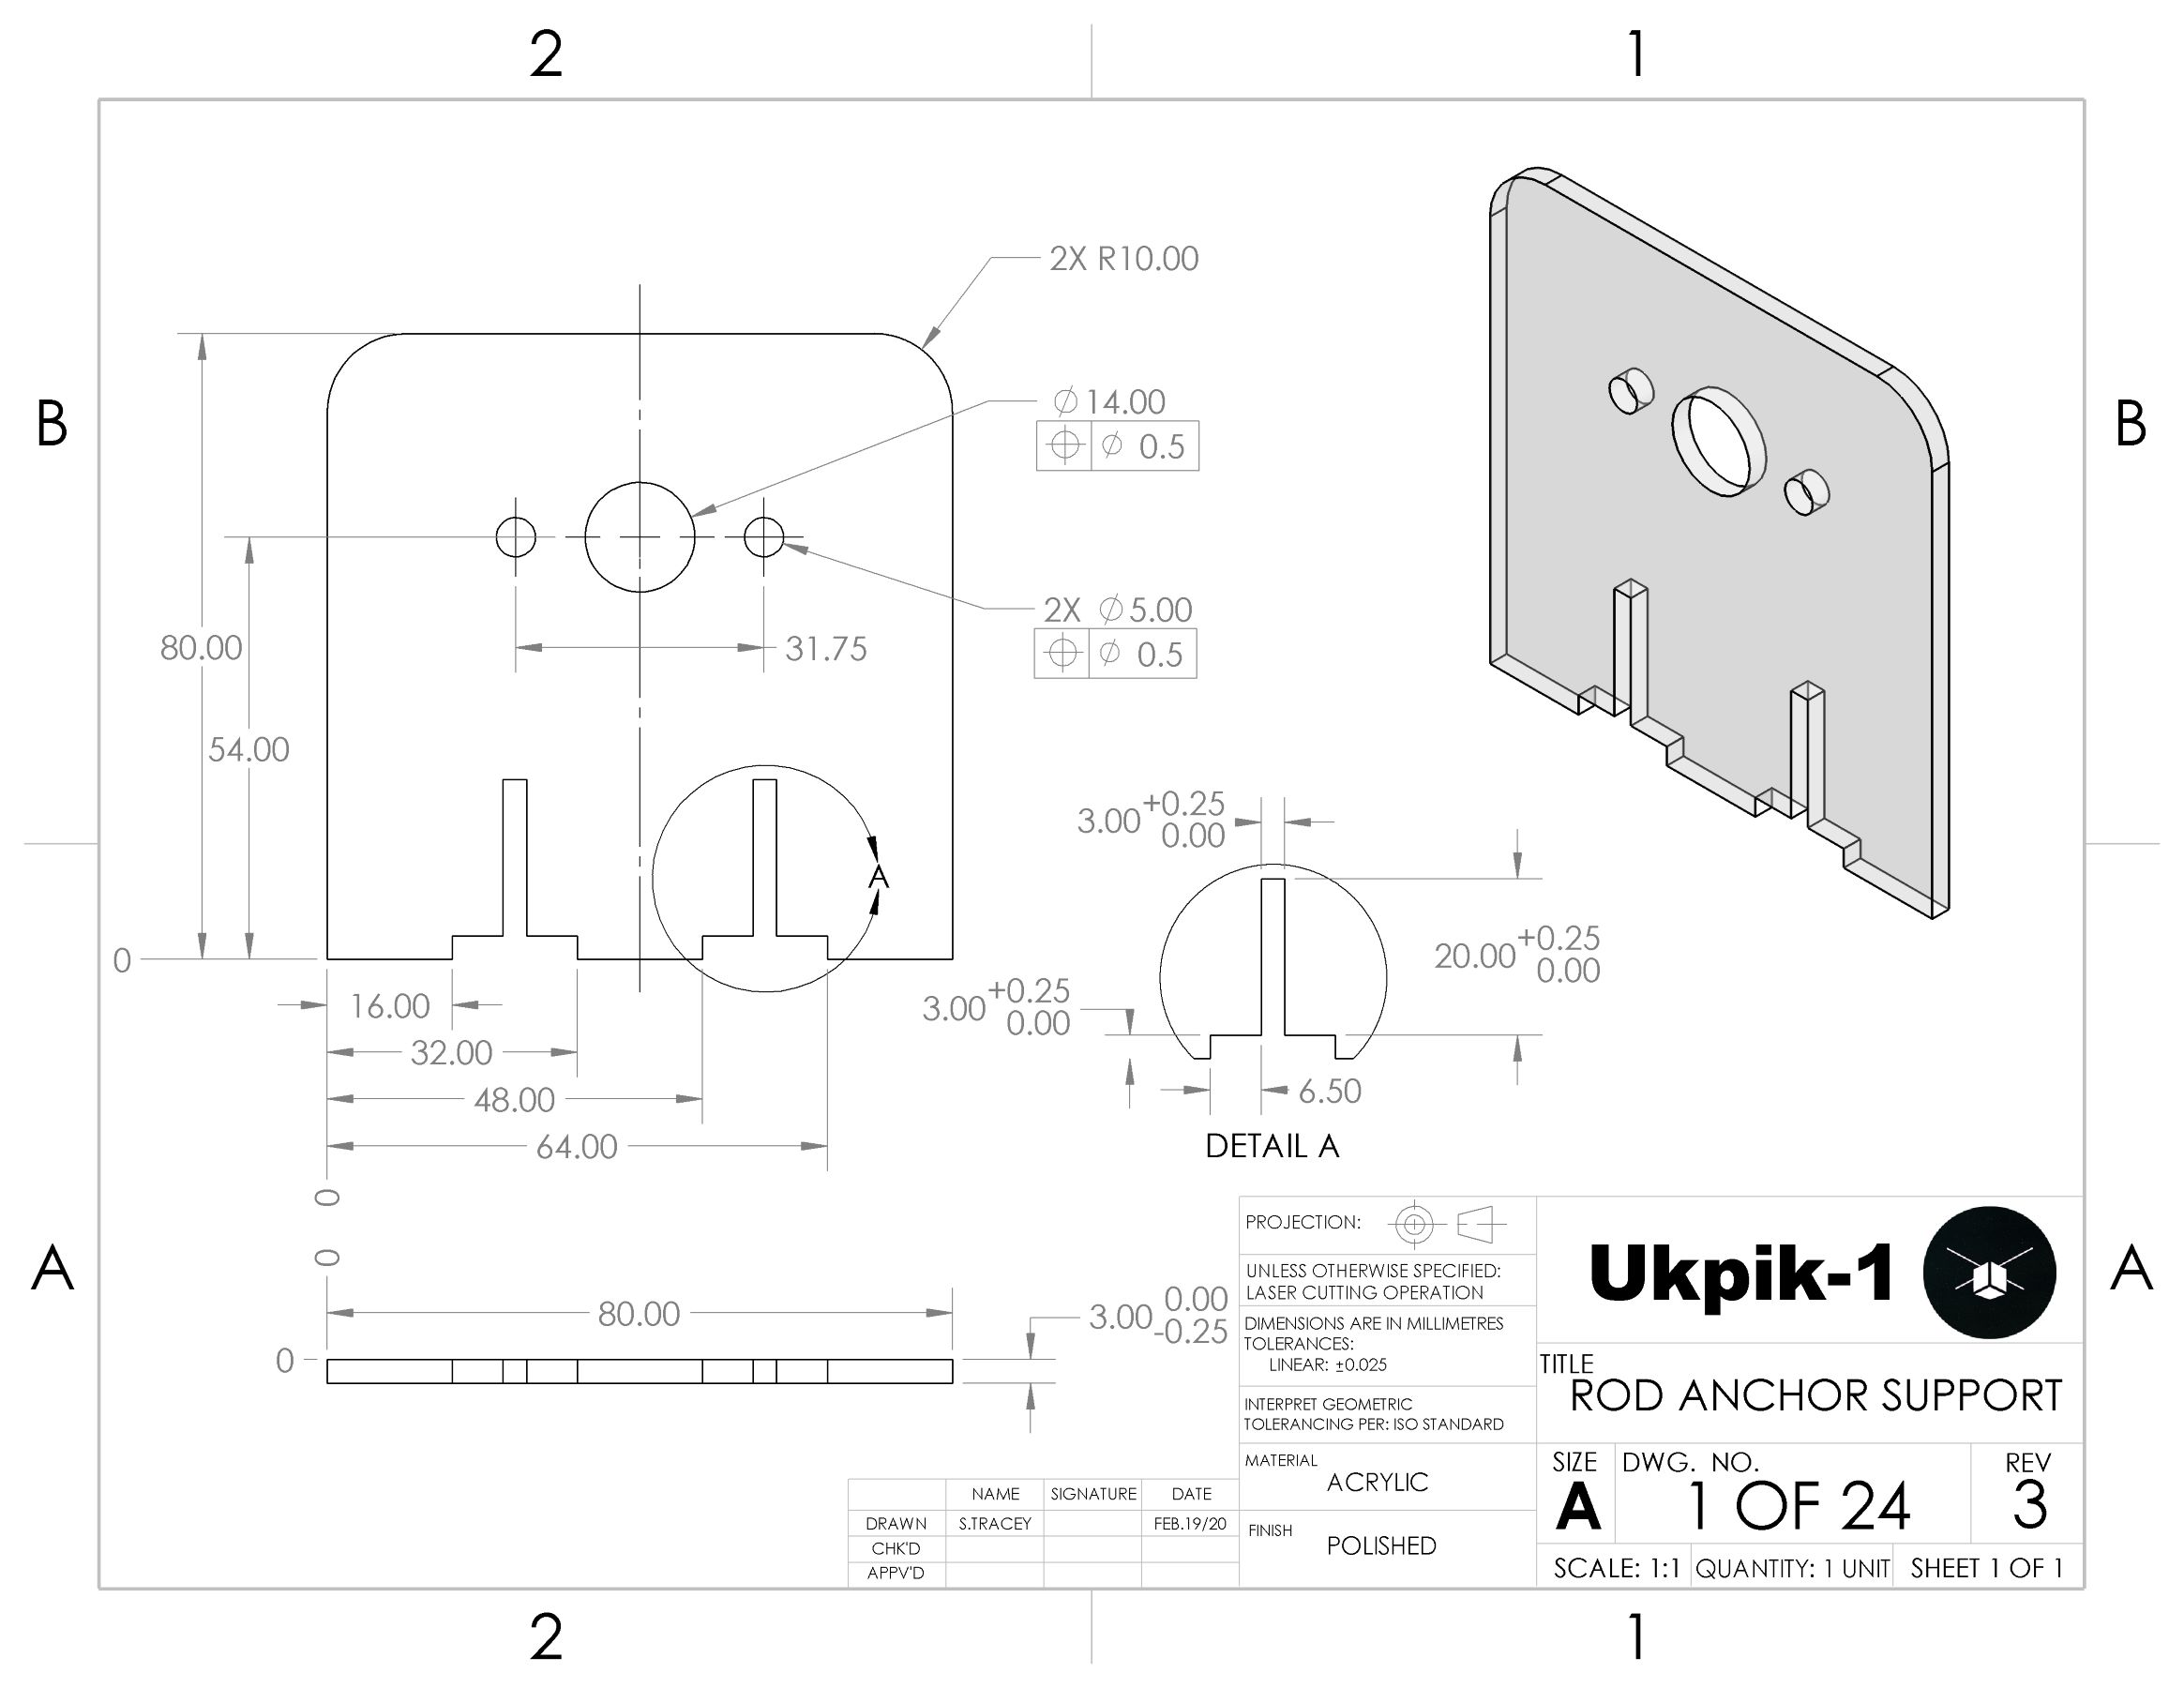 2
1
B
B
2X R10.00
⌀14.00
⌀ 0.5
2X ⌀5.00
⌀ 0.5
31.75
80.00
54.00
A
0
16.00
32.00
48.00
64.00
0
3.00 +0.25 0.00
20.00 +0.25 0.00
3.00 +0.25 0.00
6.50
DETAIL A
0
80.00
3.00 0.00 -0.25
0
A
A
PROJECTION:
UNLESS OTHERWISE SPECIFIED:
LASER CUTTING OPERATION
DIMENSIONS ARE IN MILLIMETRES
TOLERANCES:
LINEAR: ±0.025
INTERPRET GEOMETRIC
TOLERANCING PER: ISO STANDARD
MATERIAL
ACRYLIC
FINISH
POLISHED
Ukpik-1
TITLE
ROD ANCHOR SUPPORT
SIZE
A
DWG. NO.
1 OF 24
REV
3
SCALE: 1:1
QUANTITY: 1 UNIT
SHEET 1 OF 1
NAME SIGNATURE DATE
DRAWN S.TRACEY FEB.19/20
CHK'D
APPV'D
2
1